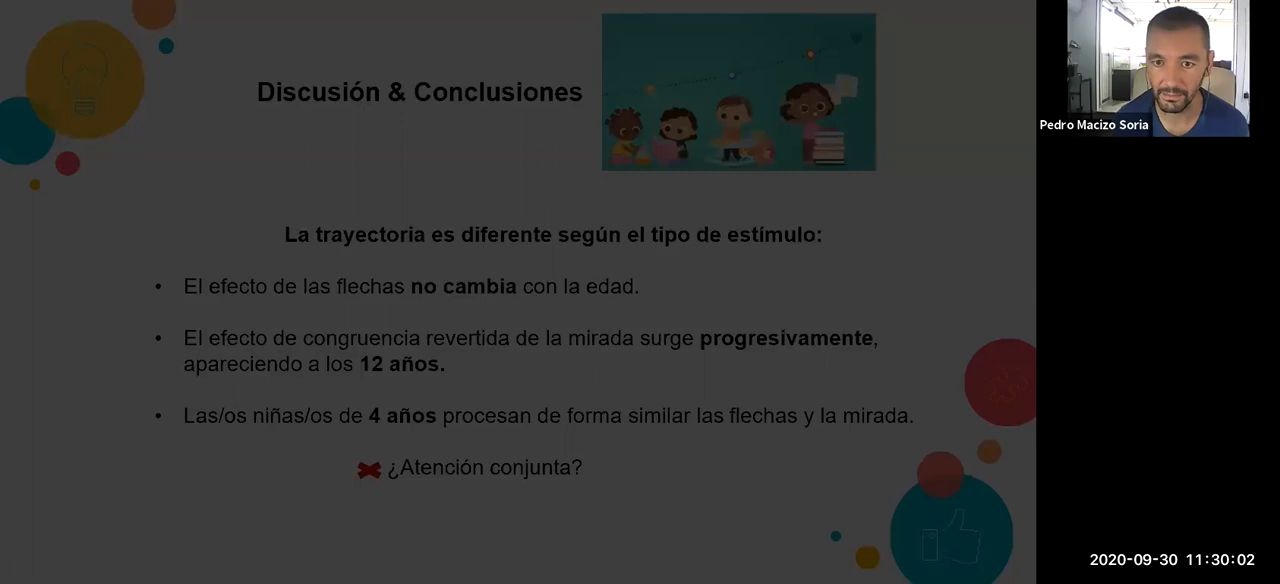 Discusión & Conclusiones
Pedro Macizo Soria
La trayectoria es diferente según el tipo de estímulo:
• El efecto de las flechas no cambia con la edad.
• El efecto de congruencia revertida de la mirada surge progresivamente,
apareciendo a los 12 años.
• Las/os niñas/os de 4 años procesan de forma similar las flechas y la mirada.
¿Atención conjunta?
2020-09-30 11:30:02